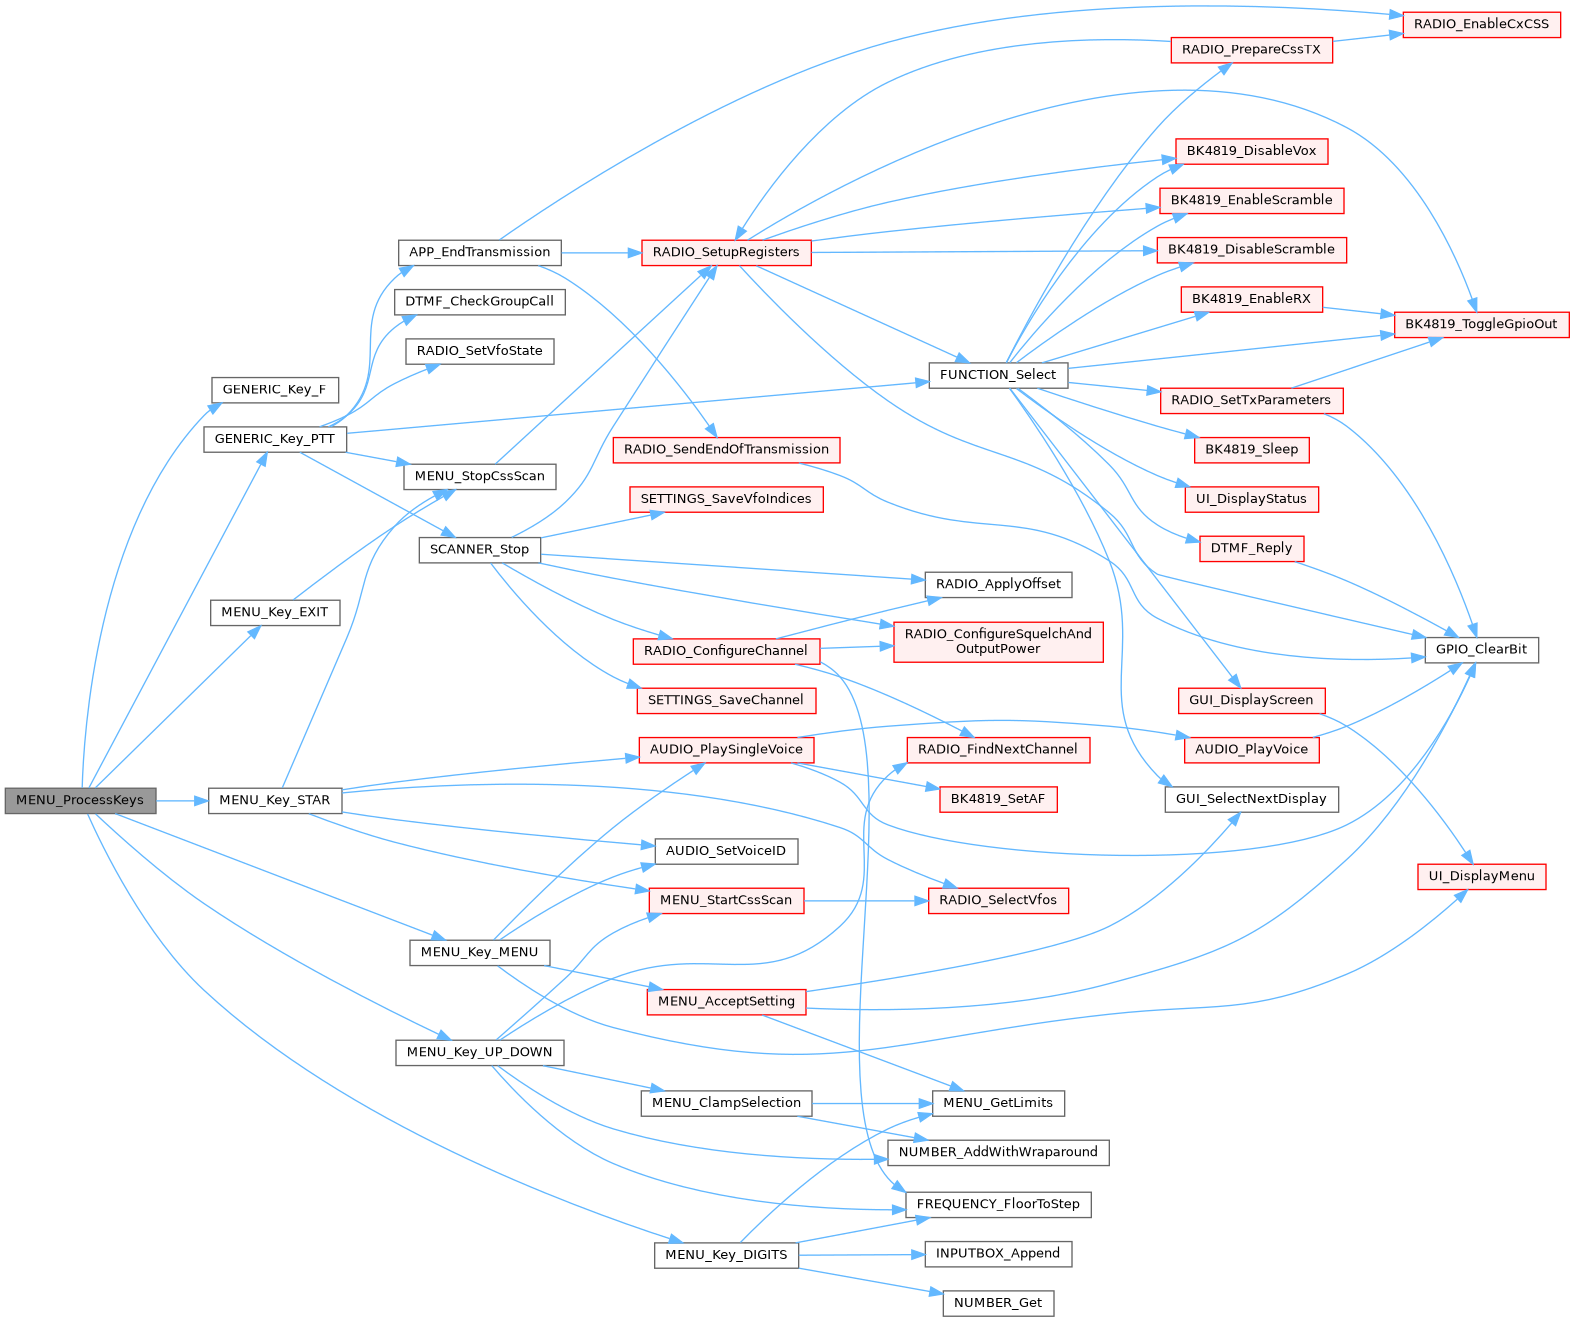 MENU_ProcessKeys
GENERIC_Key_F
GENERIC_Key_PTT
MENU_Key_EXIT
MENU_Key_STAR
APP_EndTransmission
DTMF_CheckGroupCall
RADIO_SetVfoState
MENU_StopCssScan
SCANNER_Stop
MENU_Key_MENU
MENU_Key_UP_DOWN
RADIO_SetupRegisters
RADIO_SendEndOfTransmission
SETTINGS_SaveVfoIndices
RADIO_ConfigureChannel
SETTINGS_SaveChannel
AUDIO_PlaySingleVoice
AUDIO_SetVoiceID
MENU_StartCssScan
MENU_AcceptSetting
MENU_ClampSelection
MENU_Key_DIGITS
FUNCTION_Select
RADIO_ApplyOffset
RADIO_ConfigureSquelchAnd
OutputPower
RADIO_FindNextChannel
BK4819_SetAF
RADIO_SelectVfos
MENU_GetLimits
NUMBER_AddWithWraparound
FREQUENCY_FloorToStep
INPUTBOX_Append
NUMBER_Get
RADIO_PrepareCssTX
BK4819_DisableVox
BK4819_EnableScramble
BK4819_DisableScramble
BK4819_EnableRX
RADIO_SetTxParameters
BK4819_Sleep
UI_DisplayStatus
DTMF_Reply
GUI_DisplayScreen
AUDIO_PlayVoice
GUI_SelectNextDisplay
RADIO_EnableCxCSS
BK4819_ToggleGpioOut
GPIO_ClearBit
UI_DisplayMenu